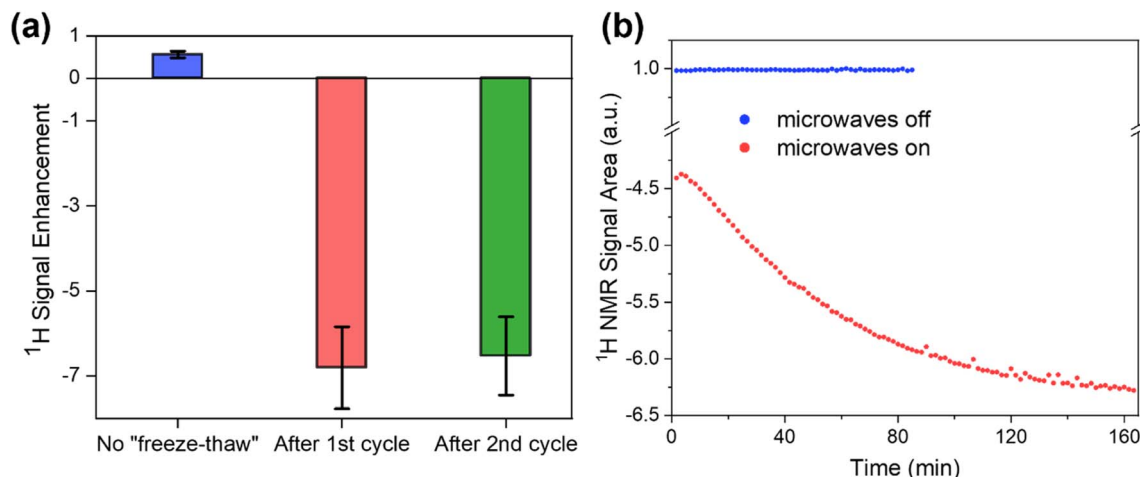 (a)
1
0
-1
-3
-5
-7
¹H Signal Enhancement
No "freeze-thaw"
After 1st cycle
After 2nd cycle
(b)
1.0
-4.5
-5.0
-5.5
-6.0
-6.5
¹H NMR Signal Area (a.u.)
microwaves off
microwaves on
0
40
80
120
160
Time (min)